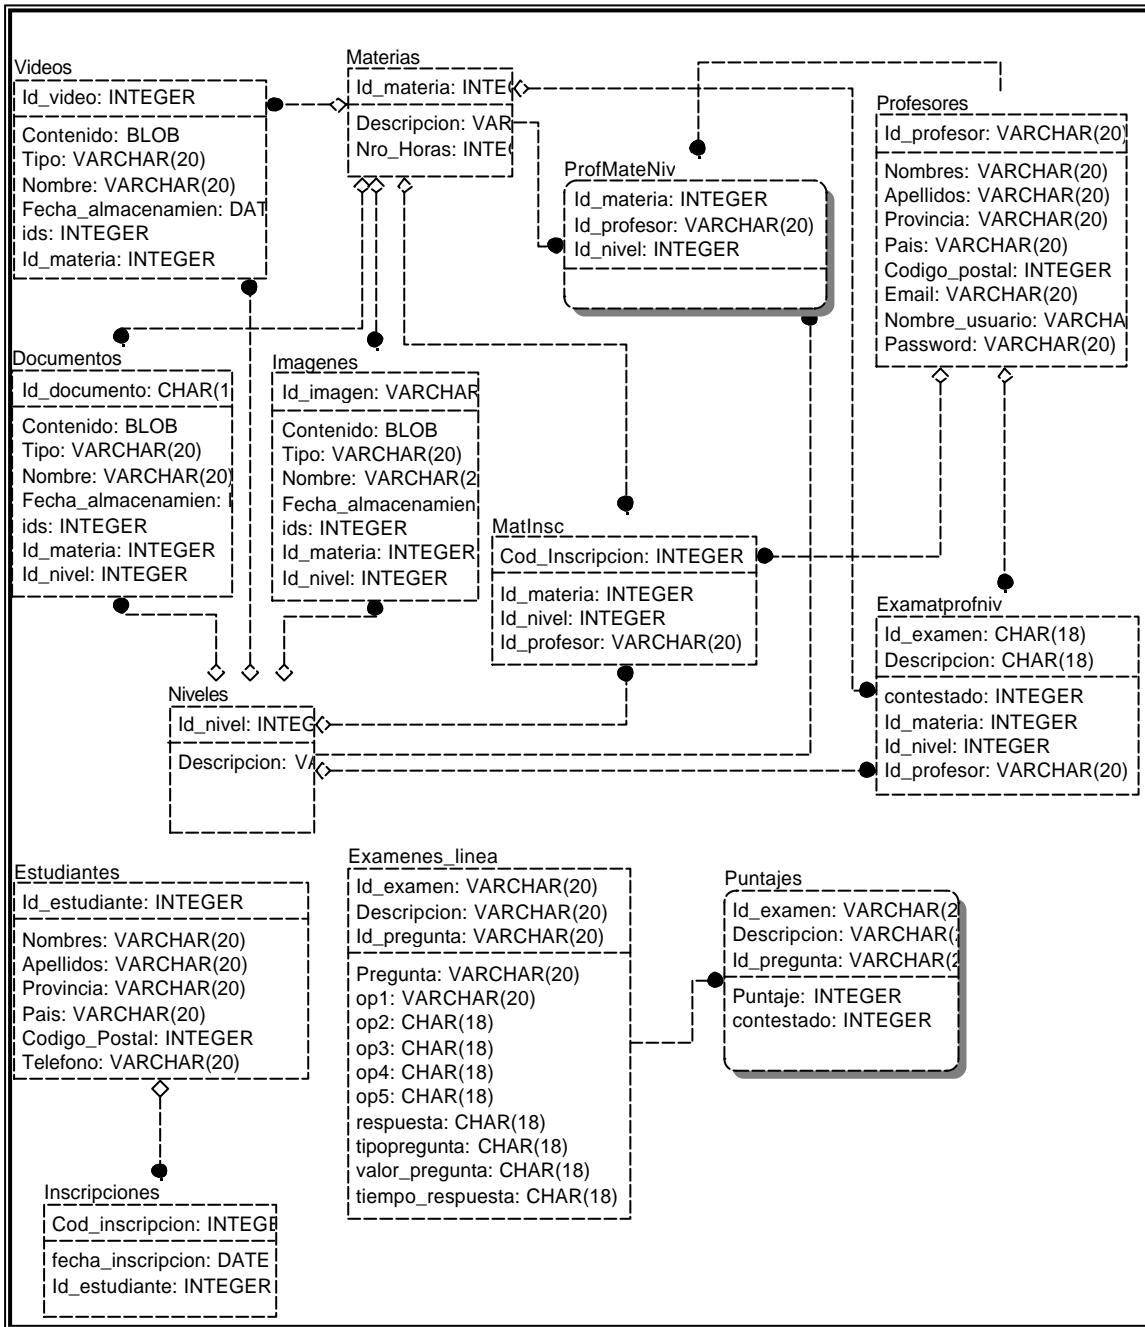 Videos
Id_video: INTEGER
Contenido: BLOB
Tipo: VARCHAR(20)
Nombre: VARCHAR(20)
Fecha_almacenamien: DAT
ids: INTEGER
Id_materia: INTEGER
Materias
Id_materia: INTEG
Descripcion: VAR
Nro_Horas: INTEG
ProfMateNiv
Id_materia: INTEGER
Id_profesor: VARCHAR(20)
Id_nivel: INTEGER
Profesores
Id_profesor: VARCHAR(20)
Nombres: VARCHAR(20)
Apellidos: VARCHAR(20)
Provincia: VARCHAR(20)
Pais: VARCHAR(20)
Codigo_postal: INTEGER
Email: VARCHAR(20)
Nombre_usuario: VARCHA
Password: VARCHAR(20)
Documentos
Id_documento: CHAR(1
Contenido: BLOB
Tipo: VARCHAR(20)
Nombre: VARCHAR(20)
Fecha_almacenamien:
ids: INTEGER
Id_materia: INTEGER
Id_nivel: INTEGER
Imagenes
Id_imagen: VARCHAR
Contenido: BLOB
Tipo: VARCHAR(20)
Nombre: VARCHAR(2
Fecha_almacenamien
ids: INTEGER
Id_materia: INTEGER
Id_nivel: INTEGER
MatInsc
Cod_Inscripcion: INTEGER
Id_materia: INTEGER
Id_nivel: INTEGER
Id_profesor: VARCHAR(20)
Examatprofniv
Id_examen: CHAR(18)
Descripcion: CHAR(18)
contestado: INTEGER
Id_materia: INTEGER
Id_nivel: INTEGER
Id_profesor: VARCHAR(20)
Niveles
Id_nivel: INTEG
Descripcion: VA
Estudiantes
Id_estudiante: INTEGER
Nombres: VARCHAR(20)
Apellidos: VARCHAR(20)
Provincia: VARCHAR(20)
Pais: VARCHAR(20)
Codigo_Postal: INTEGER
Telefono: VARCHAR(20)
Examenes_linea
Id_examen: VARCHAR(20)
Descripcion: VARCHAR(20)
Id_pregunta: VARCHAR(20)
Pregunta: VARCHAR(20)
op1: VARCHAR(20)
op2: CHAR(18)
op3: CHAR(18)
op4: CHAR(18)
op5: CHAR(18)
respuesta: CHAR(18)
tipopregunta: CHAR(18)
valor_pregunta: CHAR(18)
tiempo_respuesta: CHAR(18)
Puntajes
Id_examen: VARCHAR(2
Descripcion: VARCHAR(2
Id_pregunta: VARCHAR(2
Puntaje: INTEGER
contestado: INTEGER
Inscripciones
Cod_inscripcion: INTEGE
fecha_inscripcion: DATE
Id_estudiante: INTEGER